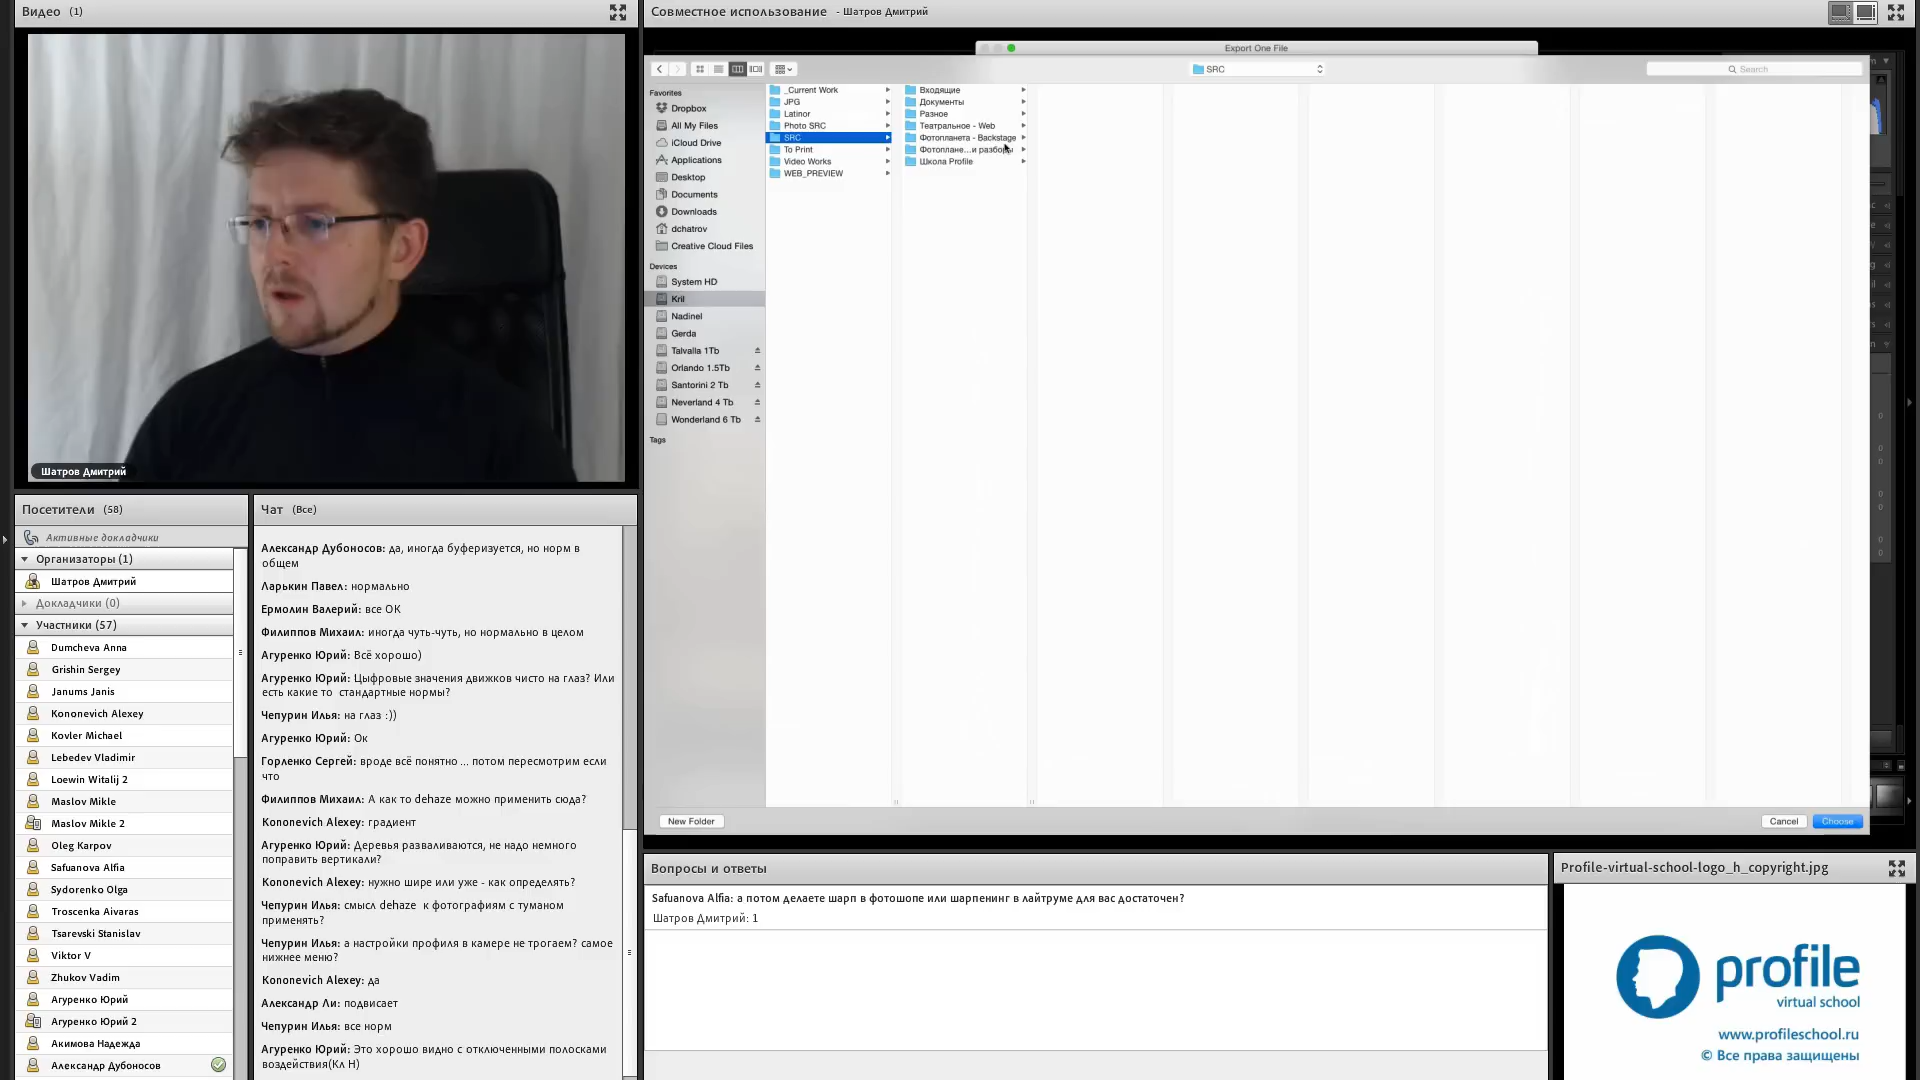 Видео (1)
Шатров Дмитрий
Посетители (58)
Активные докладчики
Организаторы (1)
Шатров Дмитрий
Докладчики (0)
Участники (57)
Dumcheva Anna
Grishin Sergey
Janums Janis
Kononevich Alexey
Kovler Michael
Lebedev Vladimir
Loewin Witalij 2
Maslov Mikle
Maslov Mikle 2
Oleg Karpov
Safuanova Alfia
Sydorenko Olga
Troscenka Aivaras
Tsarevski Stanislav
Viktor V
Zhukov Vadim
Агуренко Юрий
Агуренко Юрий 2
Акимова Надежда
Александр Дубоносов
Чат (Все)
Александр Дубоносов: да, иногда буферизуется, но норм в
общем
Ларькин Павел: нормально
Ермолин Валерий: все ОК
Филиппов Михаил: иногда чуть-чуть, но нормально в целом
Агуренко Юрий: Всё хорошо)
Агуренко Юрий: Цыфровые значения движков чисто на глаз? Или
есть какие то стандартные нормы?
Чепурин Илья: на глаз :))
Агуренко Юрий: Ок
Горленко Сергей: вроде всё понятно ... потом пересмотрим если
что
Филиппов Михаил: А как то dehaze можно применить сюда?
Kononevich Alexey: градиент
Агуренко Юрий: Деревья разваливаются, не надо немного
поправить вертикали?
Kononevich Alexey: нужно шире или уже - как определять?
Чепурин Илья: смысл dehaze к фотографиям с туманом
применять?
Чепурин Илья: а настройки профиля в камере не трогаем? самое
нижнее меню?
Kononevich Alexey: да
Александр Ли: подвисает
Чепурин Илья: все норм
Агуренко Юрий: Это хорошо видно с отключенными полосками
воздействия(Кл H)
Совместное использование - Шатров Дмитрий
Export One File
SRC
Search
Favorites
Dropbox
All My Files
iCloud Drive
Applications
Desktop
Documents
Downloads
dchatrov
Creative Cloud Files
Devices
System HD
Kril
Nadinel
Gerda
Talvalla 1Tb
Orlando 1.5Tb
Santorini 2 Tb
Neverland 4 Tb
Wonderland 6 Tb
Tags
_Current Work
JPG
Latinor
Photo SRC
SRC
To Print
Video Works
WEB_PREVIEW
Входящие
Документы
Разное
Театральное - Web
Фотопланета - Backstage
Фотоплане...и разборы
Школа Profile
New Folder
Cancel
Choose
Вопросы и ответы
Safuanova Alfia: а потом делаете шарп в фотошопе или шарпенинг в лайтруме для вас достаточен?
Шатров Дмитрий: 1
Profile-virtual-school-logo_h_copyright.jpg
profile
virtual school
www.profileschool.ru
© Все права защищены